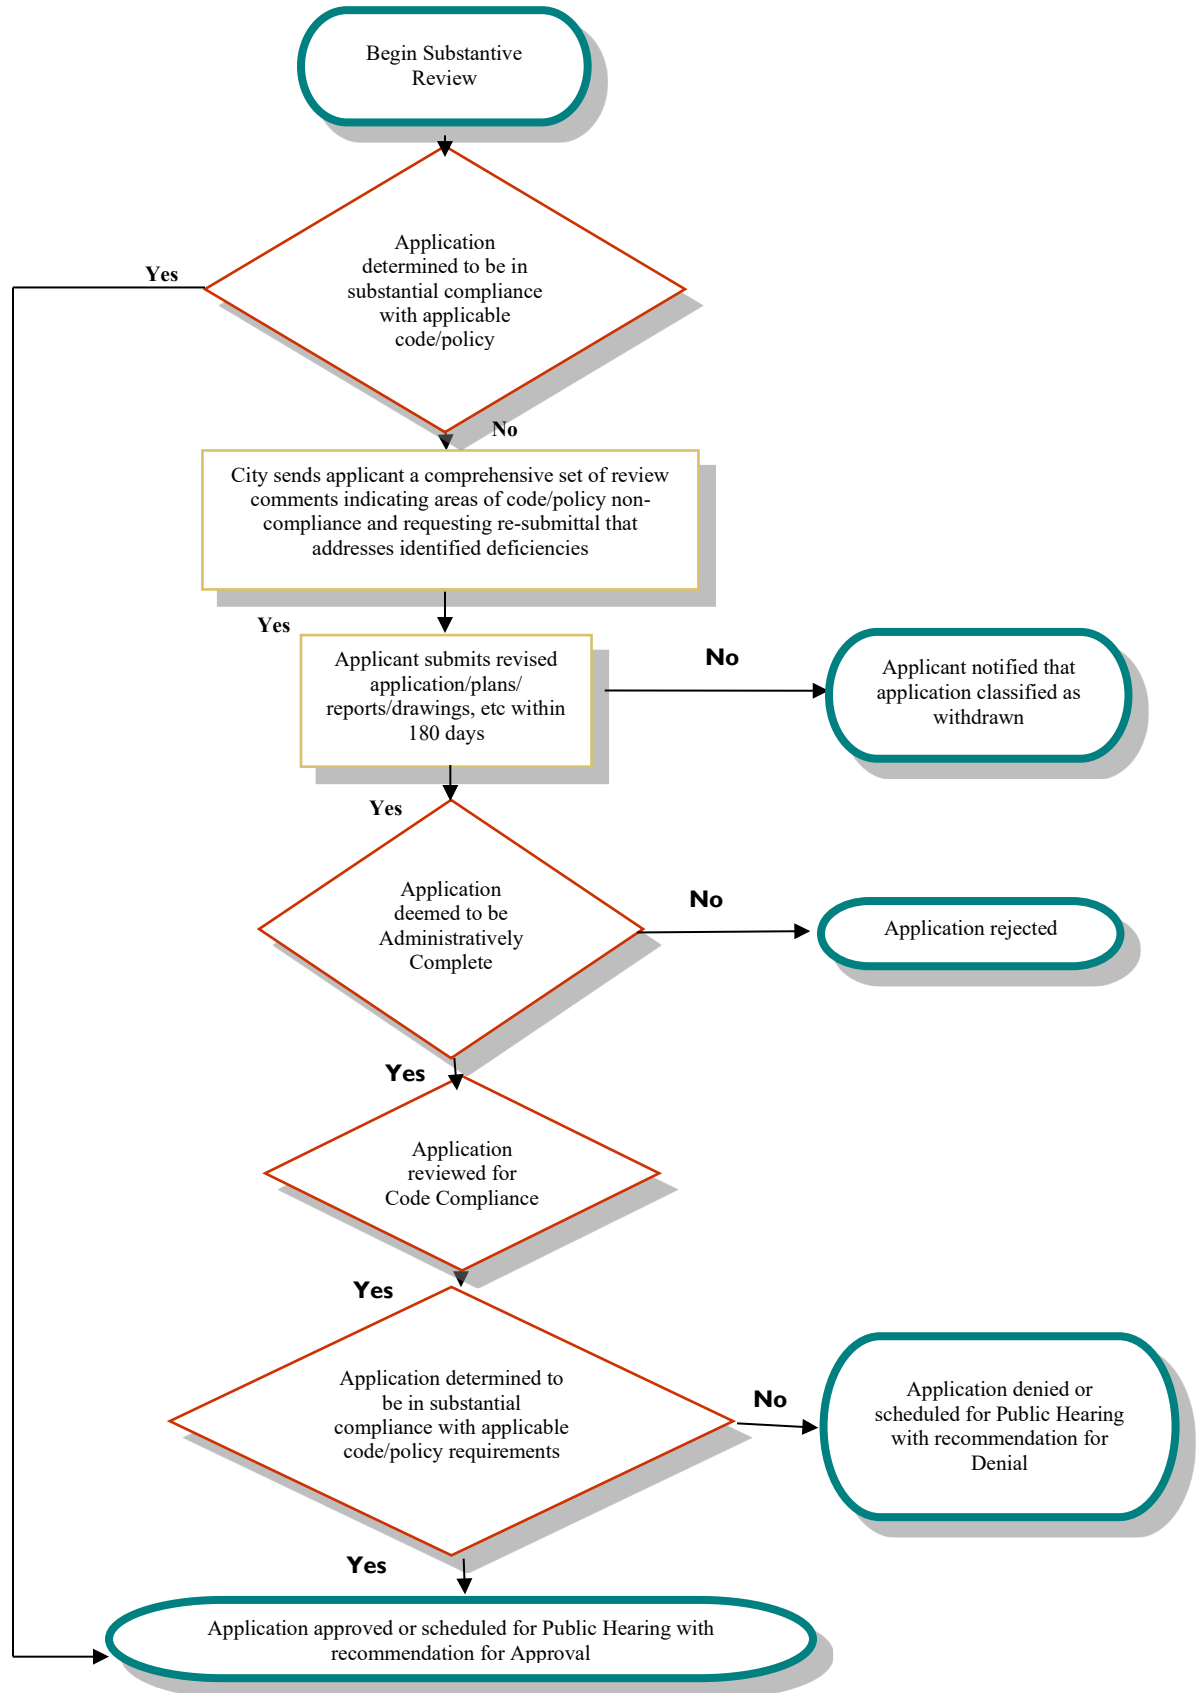 Begin Substantive
Review
Application
determined to be in
substantial compliance
with applicable
code/policy
Yes
No
City sends applicant a comprehensive set of review
comments indicating areas of code/policy non-
compliance and requesting re-submittal that
addresses identified deficiencies
Yes
Applicant submits revised
application/plans/
reports/drawings, etc within
180 days
No
Applicant notified that
application classified as
withdrawn
Yes
Application
deemed to be
Administratively
Complete
No
Application rejected
Yes
Application
reviewed for
Code Compliance
Yes
Application determined to
be in substantial
compliance with applicable
code/policy requirements
No
Application denied or
scheduled for Public Hearing
with recommendation for
Denial
Yes
Application approved or scheduled for Public Hearing with
recommendation for Approval